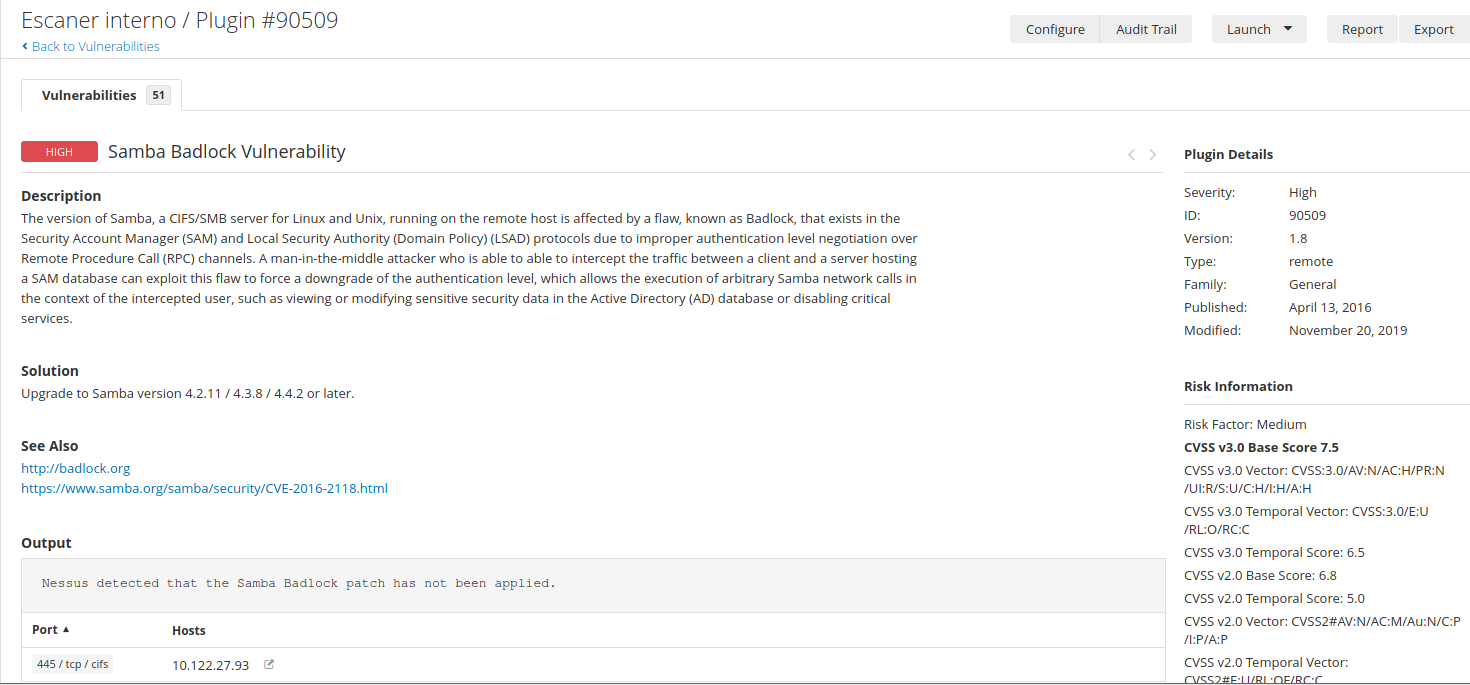 Escaner interno / Plugin #90509
Back to Vulnerabilities
Configure
Audit Trail
Launch
Report
Export
Vulnerabilities 51
HIGH Samba Badlock Vulnerability
Description
The version of Samba, a CIFS/SMB server for Linux and Unix, running on the remote host is affected by a flaw, known as Badlock, that exists in the
Security Account Manager (SAM) and Local Security Authority (Domain Policy) (LSAD) protocols due to improper authentication level negotiation over
Remote Procedure Call (RPC) channels. A man-in-the-middle attacker who is able to able to intercept the traffic between a client and a server hosting
a SAM database can exploit this flaw to force a downgrade of the authentication level, which allows the execution of arbitrary Samba network calls in
the context of the intercepted user, such as viewing or modifying sensitive security data in the Active Directory (AD) database or disabling critical
services.
Solution
Upgrade to Samba version 4.2.11 / 4.3.8 / 4.4.2 or later.
See Also
http://badlock.org
https://www.samba.org/samba/security/CVE-2016-2118.html
Output
Nessus detected that the Samba Badlock patch has not been applied.
Port Hosts
445 / tcp / cifs 10.122.27.93
Plugin Details
Severity: High
ID: 90509
Version: 1.8
Type: remote
Family: General
Published: April 13, 2016
Modified: November 20, 2019
Risk Information
Risk Factor: Medium
CVSS v3.0 Base Score 7.5
CVSS v3.0 Vector: CVSS:3.0/AV:N/AC:H/PR:N
/UI:R/S:U/C:H/I:H/A:H
CVSS v3.0 Temporal Vector: CVSS:3.0/E:U
/RL:O/RC:C
CVSS v3.0 Temporal Score: 6.5
CVSS v2.0 Base Score: 6.8
CVSS v2.0 Temporal Score: 5.0
CVSS v2.0 Vector: CVSS2#AV:N/AC:M/Au:N/C:P
/I:P/A:P
CVSS v2.0 Temporal Vector:
CVSS2#E:U/RL:OF/RC:C